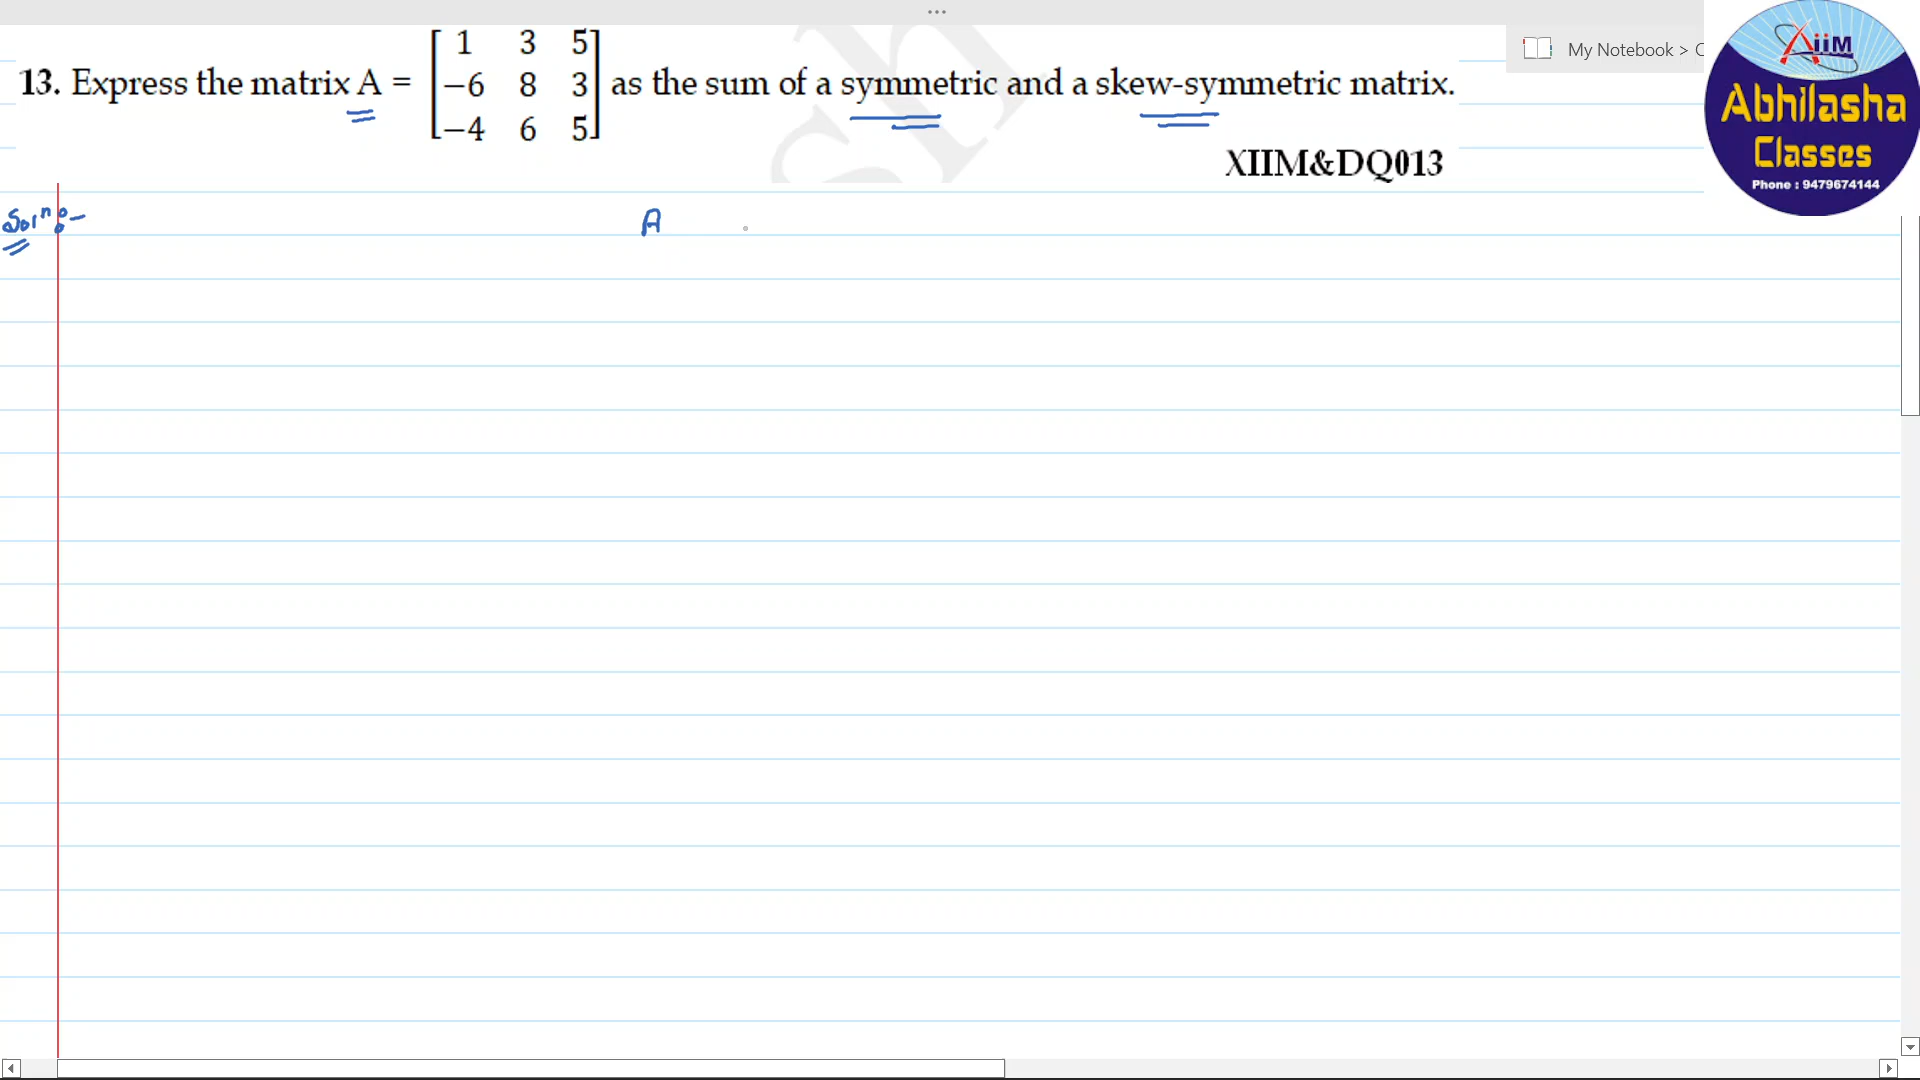 ...
My Notebook > C
13. Express the matrix A = [1 3 5
−6 8 3
−4 6 5] as the sum of a symmetric and a skew-symmetric matrix.
XIIM&DQ013
AiiM
Abhilasha
Classes
Phone : 9479674144
sh
Solⁿ:- A